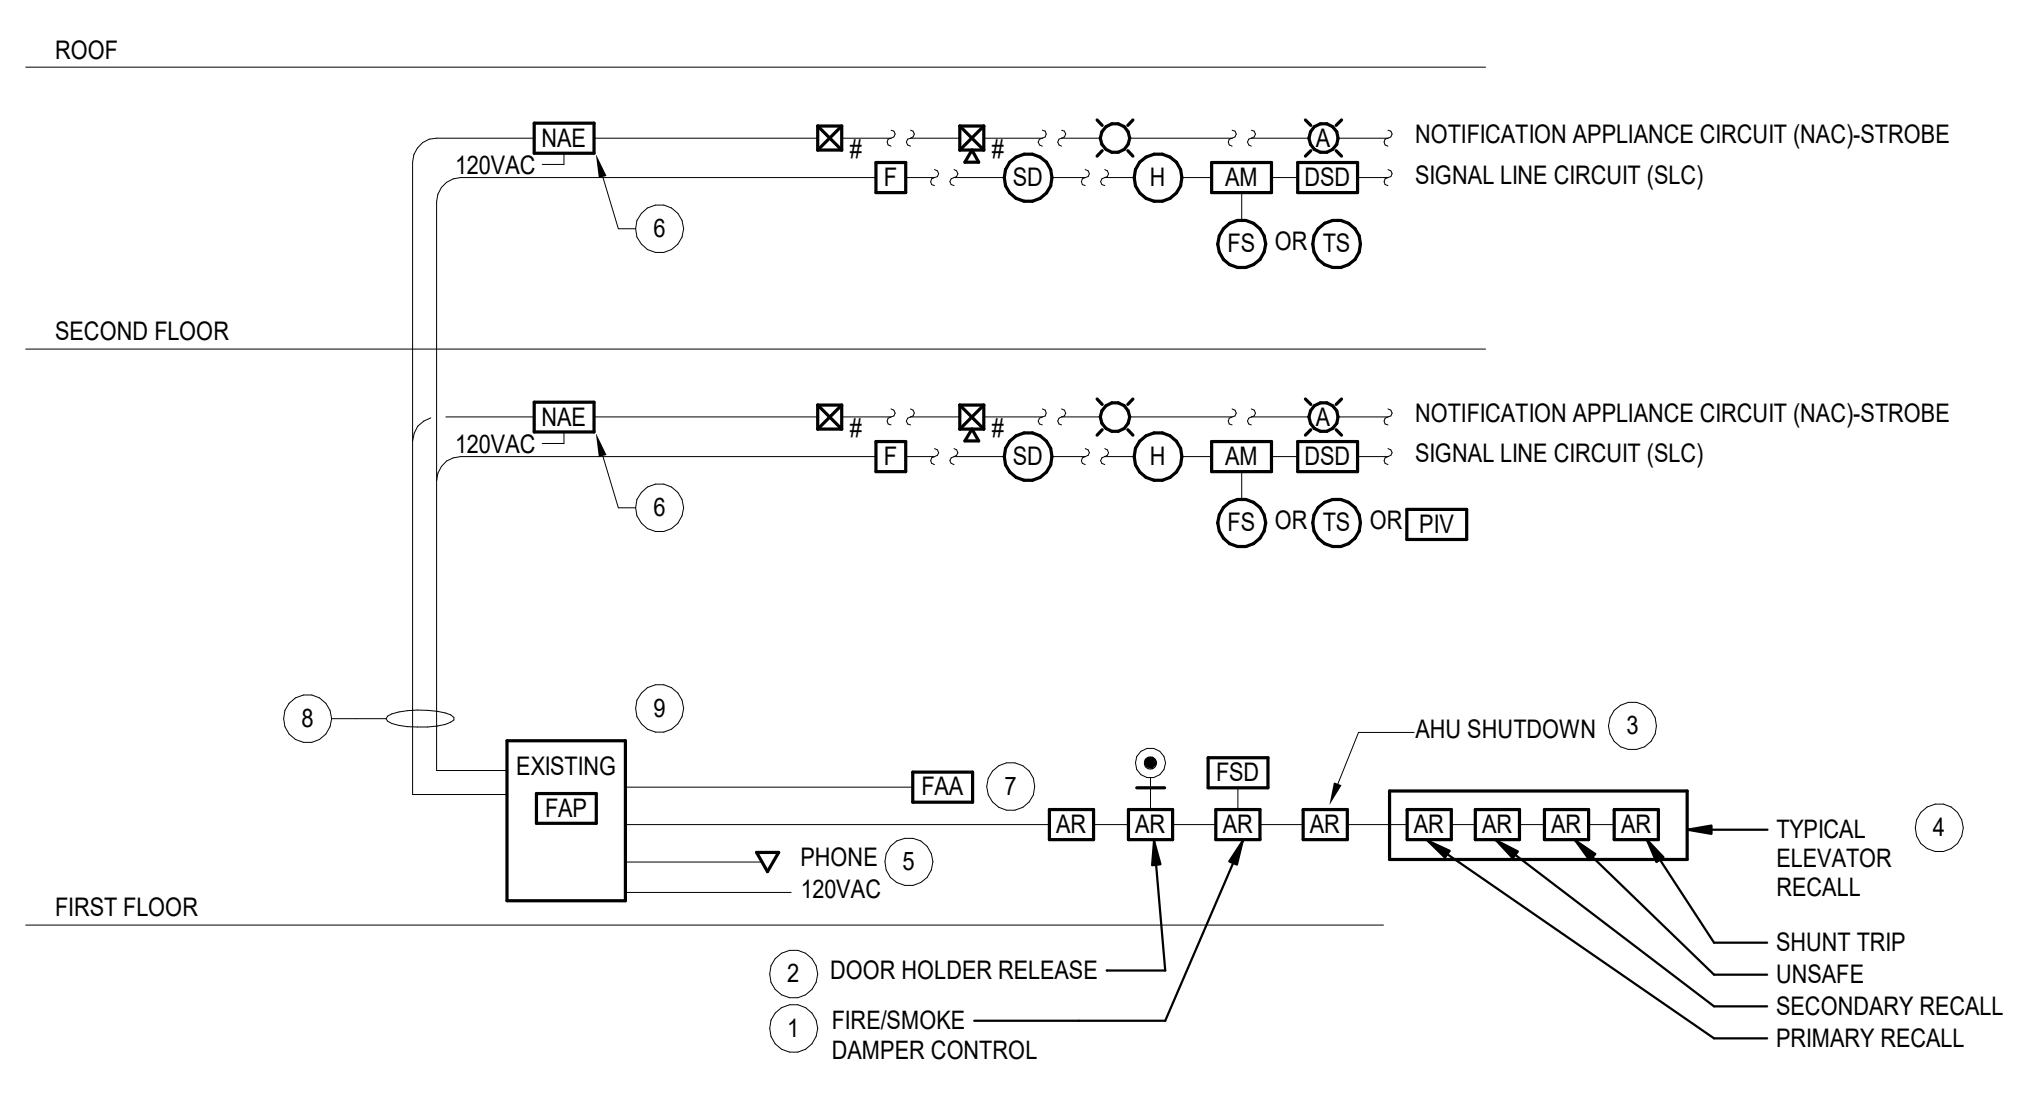 ROOF
NAE # # A NOTIFICATION APPLIANCE CIRCUIT (NAC)-STROBE
120VAC F SD H AM DSD SIGNAL LINE CIRCUIT (SLC)
6 FS OR TS
SECOND FLOOR
NAE # # A NOTIFICATION APPLIANCE CIRCUIT (NAC)-STROBE
120VAC F SD H AM DSD SIGNAL LINE CIRCUIT (SLC)
6 FS OR TS OR PIV
8 9 AHU SHUTDOWN 3
EXISTING FAA 7 FSD
FAP AR AR AR AR AR AR AR AR TYPICAL 4
PHONE 5 ELEVATOR
120VAC RECALL
FIRST FLOOR
SHUNT TRIP
2 DOOR HOLDER RELEASE UNSAFE
SECONDARY RECALL
1 FIRE/SMOKE PRIMARY RECALL
DAMPER CONTROL